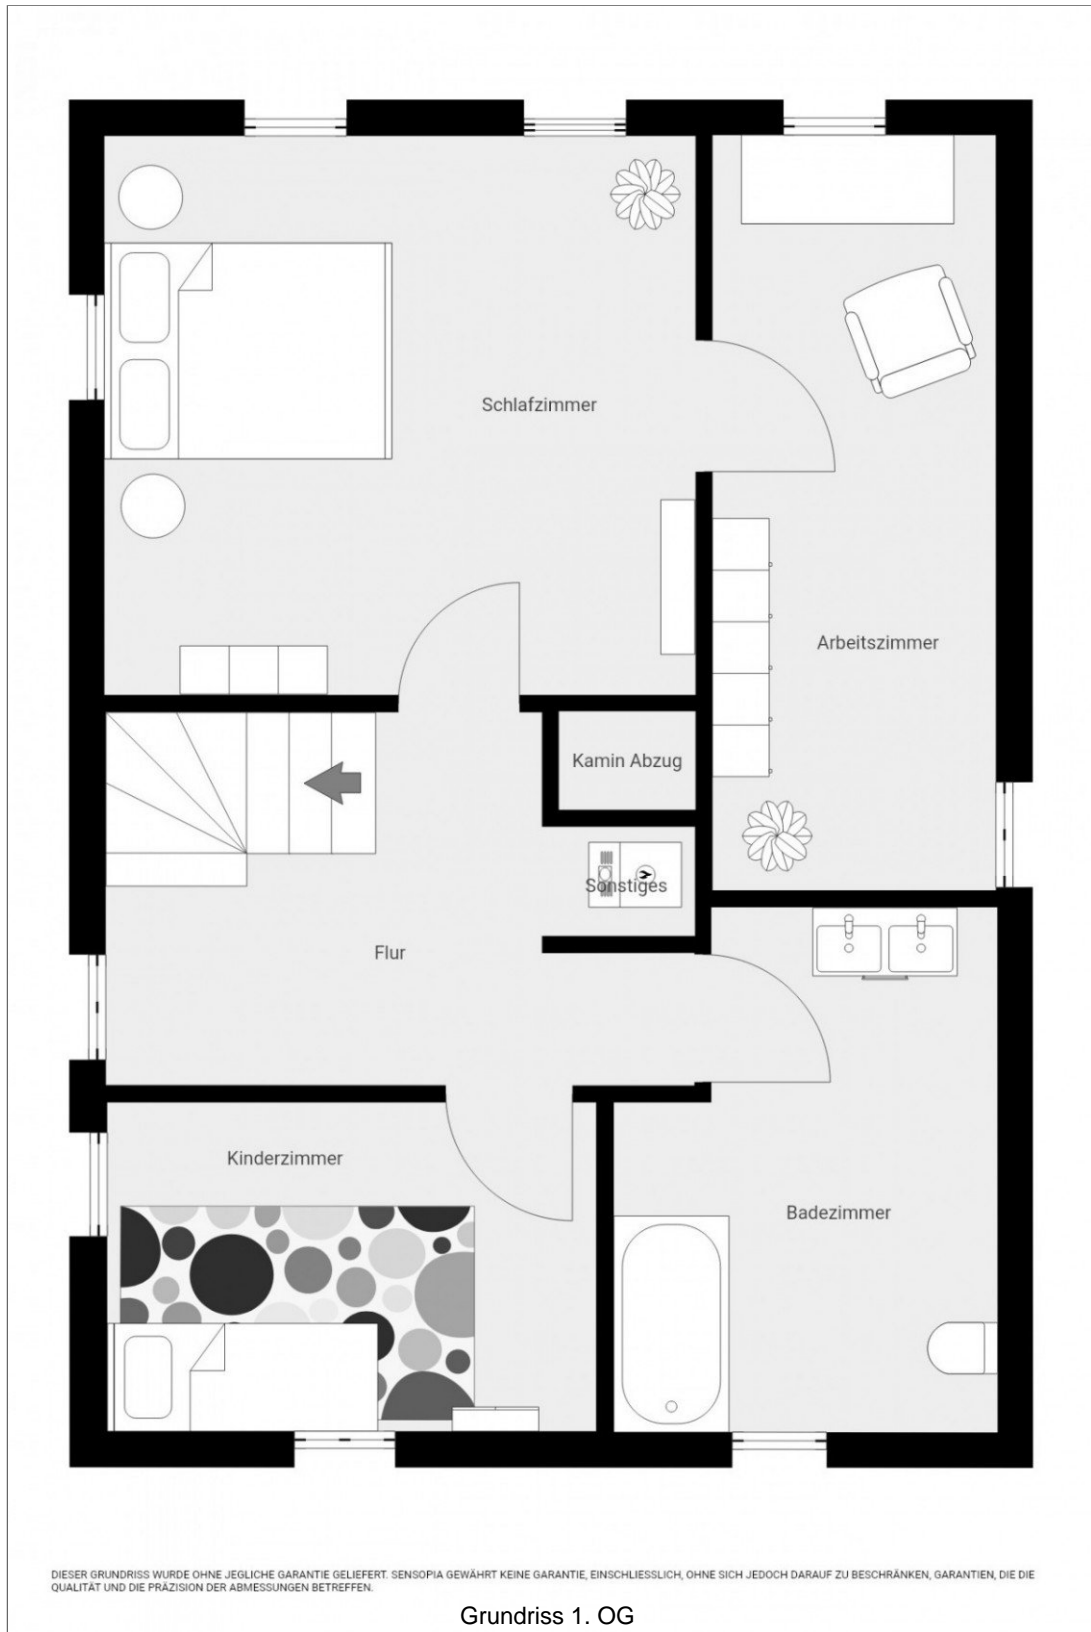 Schlafzimmer
Arbeitszimmer
Kamin Abzug
Sonstiges
Flur
Kinderzimmer
Badezimmer
DIESER GRUNDRISS WURDE OHNE JEGLICHE GARANTIE GELIEFERT. SENSOPIA GEWÄHRT KEINE GARANTIE, EINSCHLIESSLICH, OHNE SICH JEDOCH DARAUF ZU BESCHRÄNKEN, GARANTIEN, DIE DIE
QUALITÄT UND DIE PRÄZISION DER ABMESSUNGEN BETREFFEN.
Grundriss 1. OG